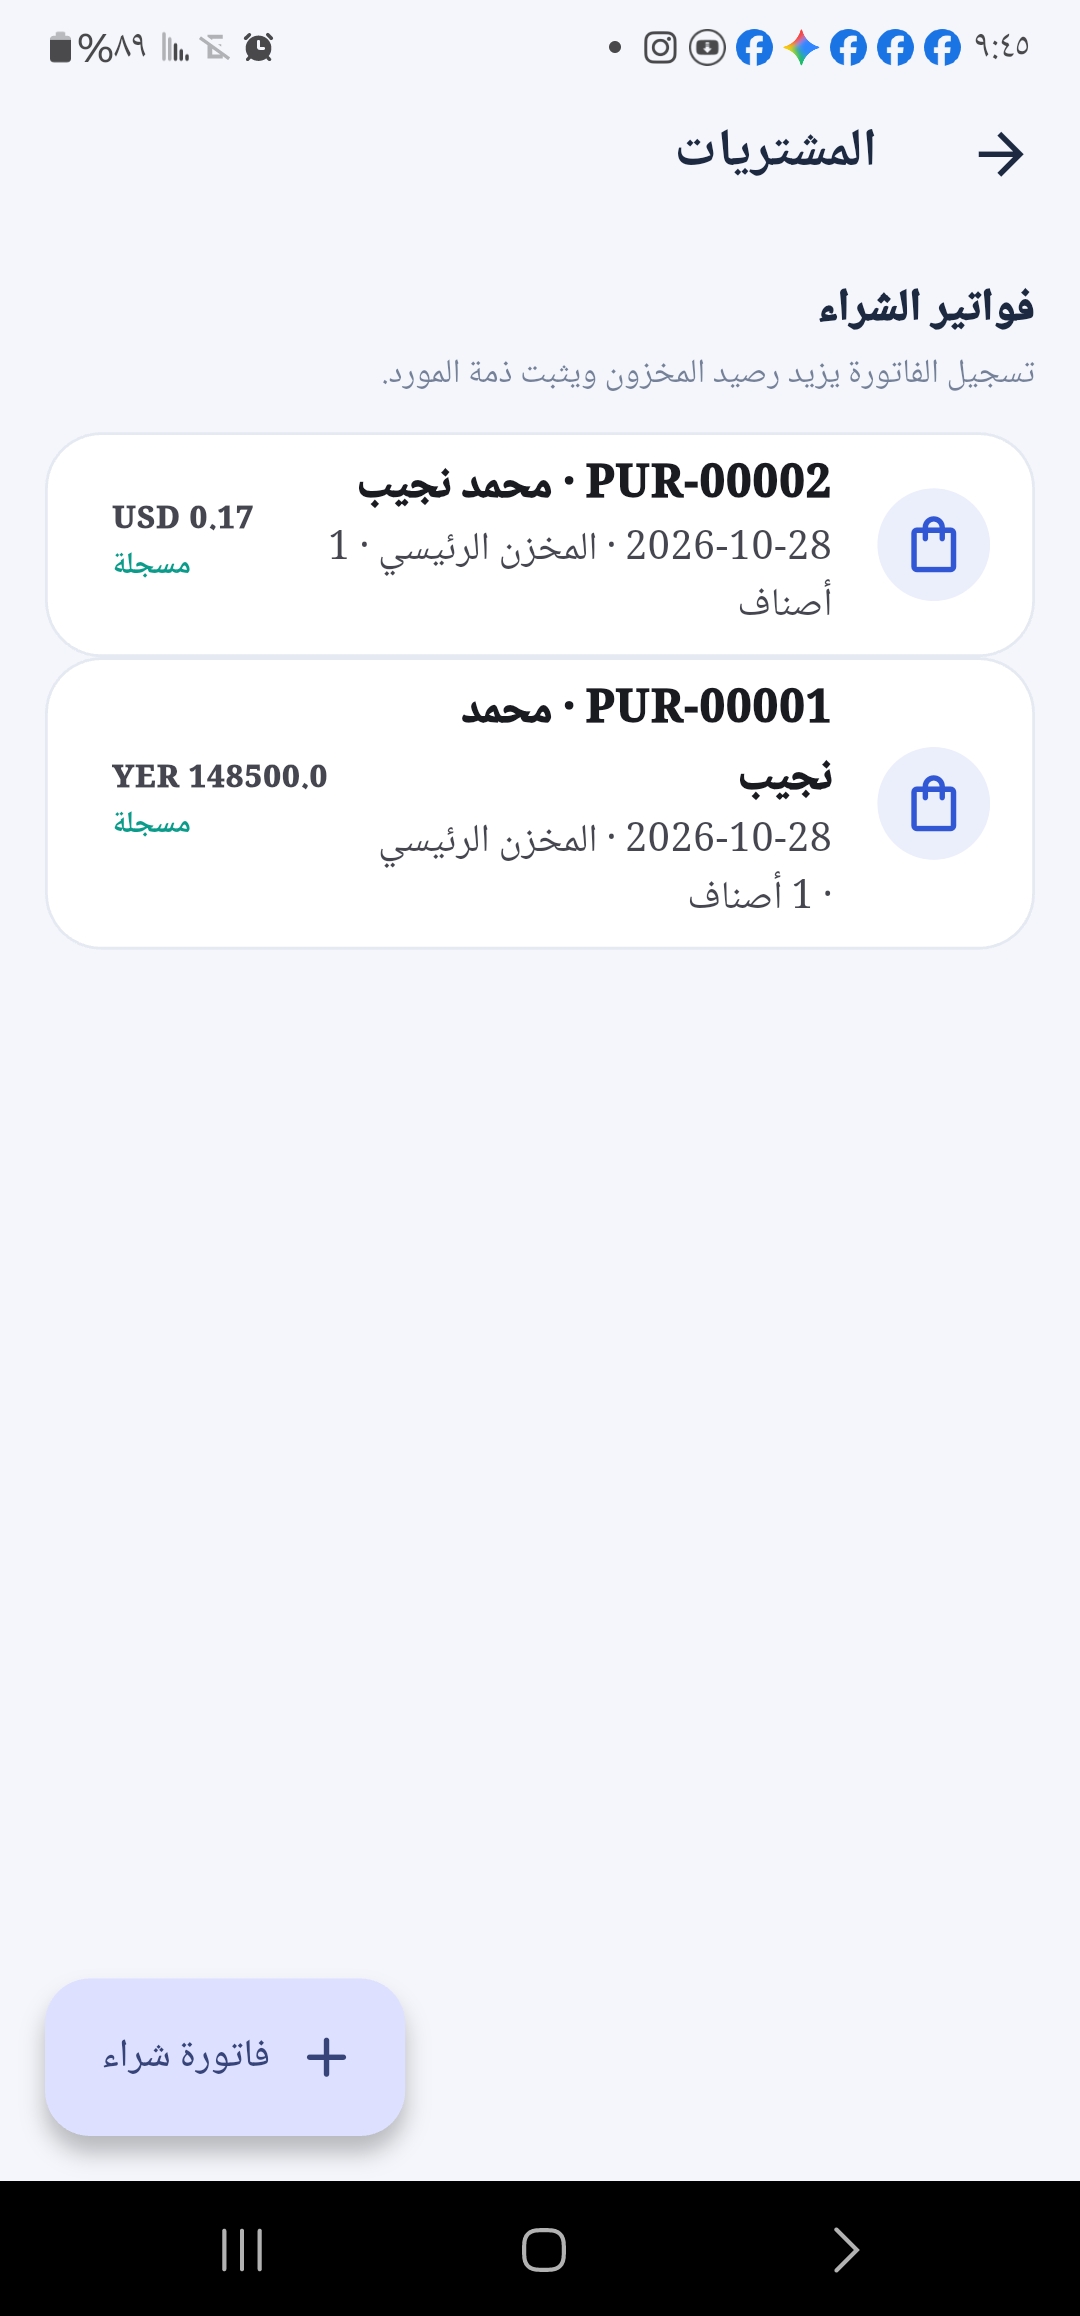 ٩:٤٥
%٨٩
المشتريات
فواتير الشراء
تسجيل الفاتورة يزيد رصيد المخزون ويثبت ذمة المورد.
PUR-00002 · محمد نجيب
2026-10-28 · المخزن الرئيسي · 1
أصناف
USD 0.17
مسجلة
PUR-00001 · محمد
نجيب
2026-10-28 · المخزن الرئيسي
· 1 أصناف
YER 148500.0
مسجلة
فاتورة شراء